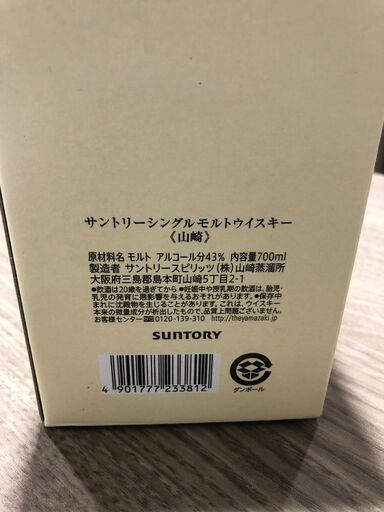 サントリーシングルモルトウイスキー
《山崎》
原材料名 モルト アルコール分43% 内容量700ml
製造者 サントリースピリッツ(株)山崎蒸溜所
大阪府三島郡島本町山崎5丁目2-1
●飲酒は20歳を過ぎてから ●妊娠中や授乳期の飲酒は、胎児・
乳児の発育に悪影響を与えるおそれがあります。●保存中
まれに沈殿物を生じることがあります。これは、ウイスキー
本来の微量成分が析出したもので、品質上問題ございません。
お客様センター 0120-139-310 http://theyamazaki.jp
SUNTORY
4 901777 233812
ダンボール